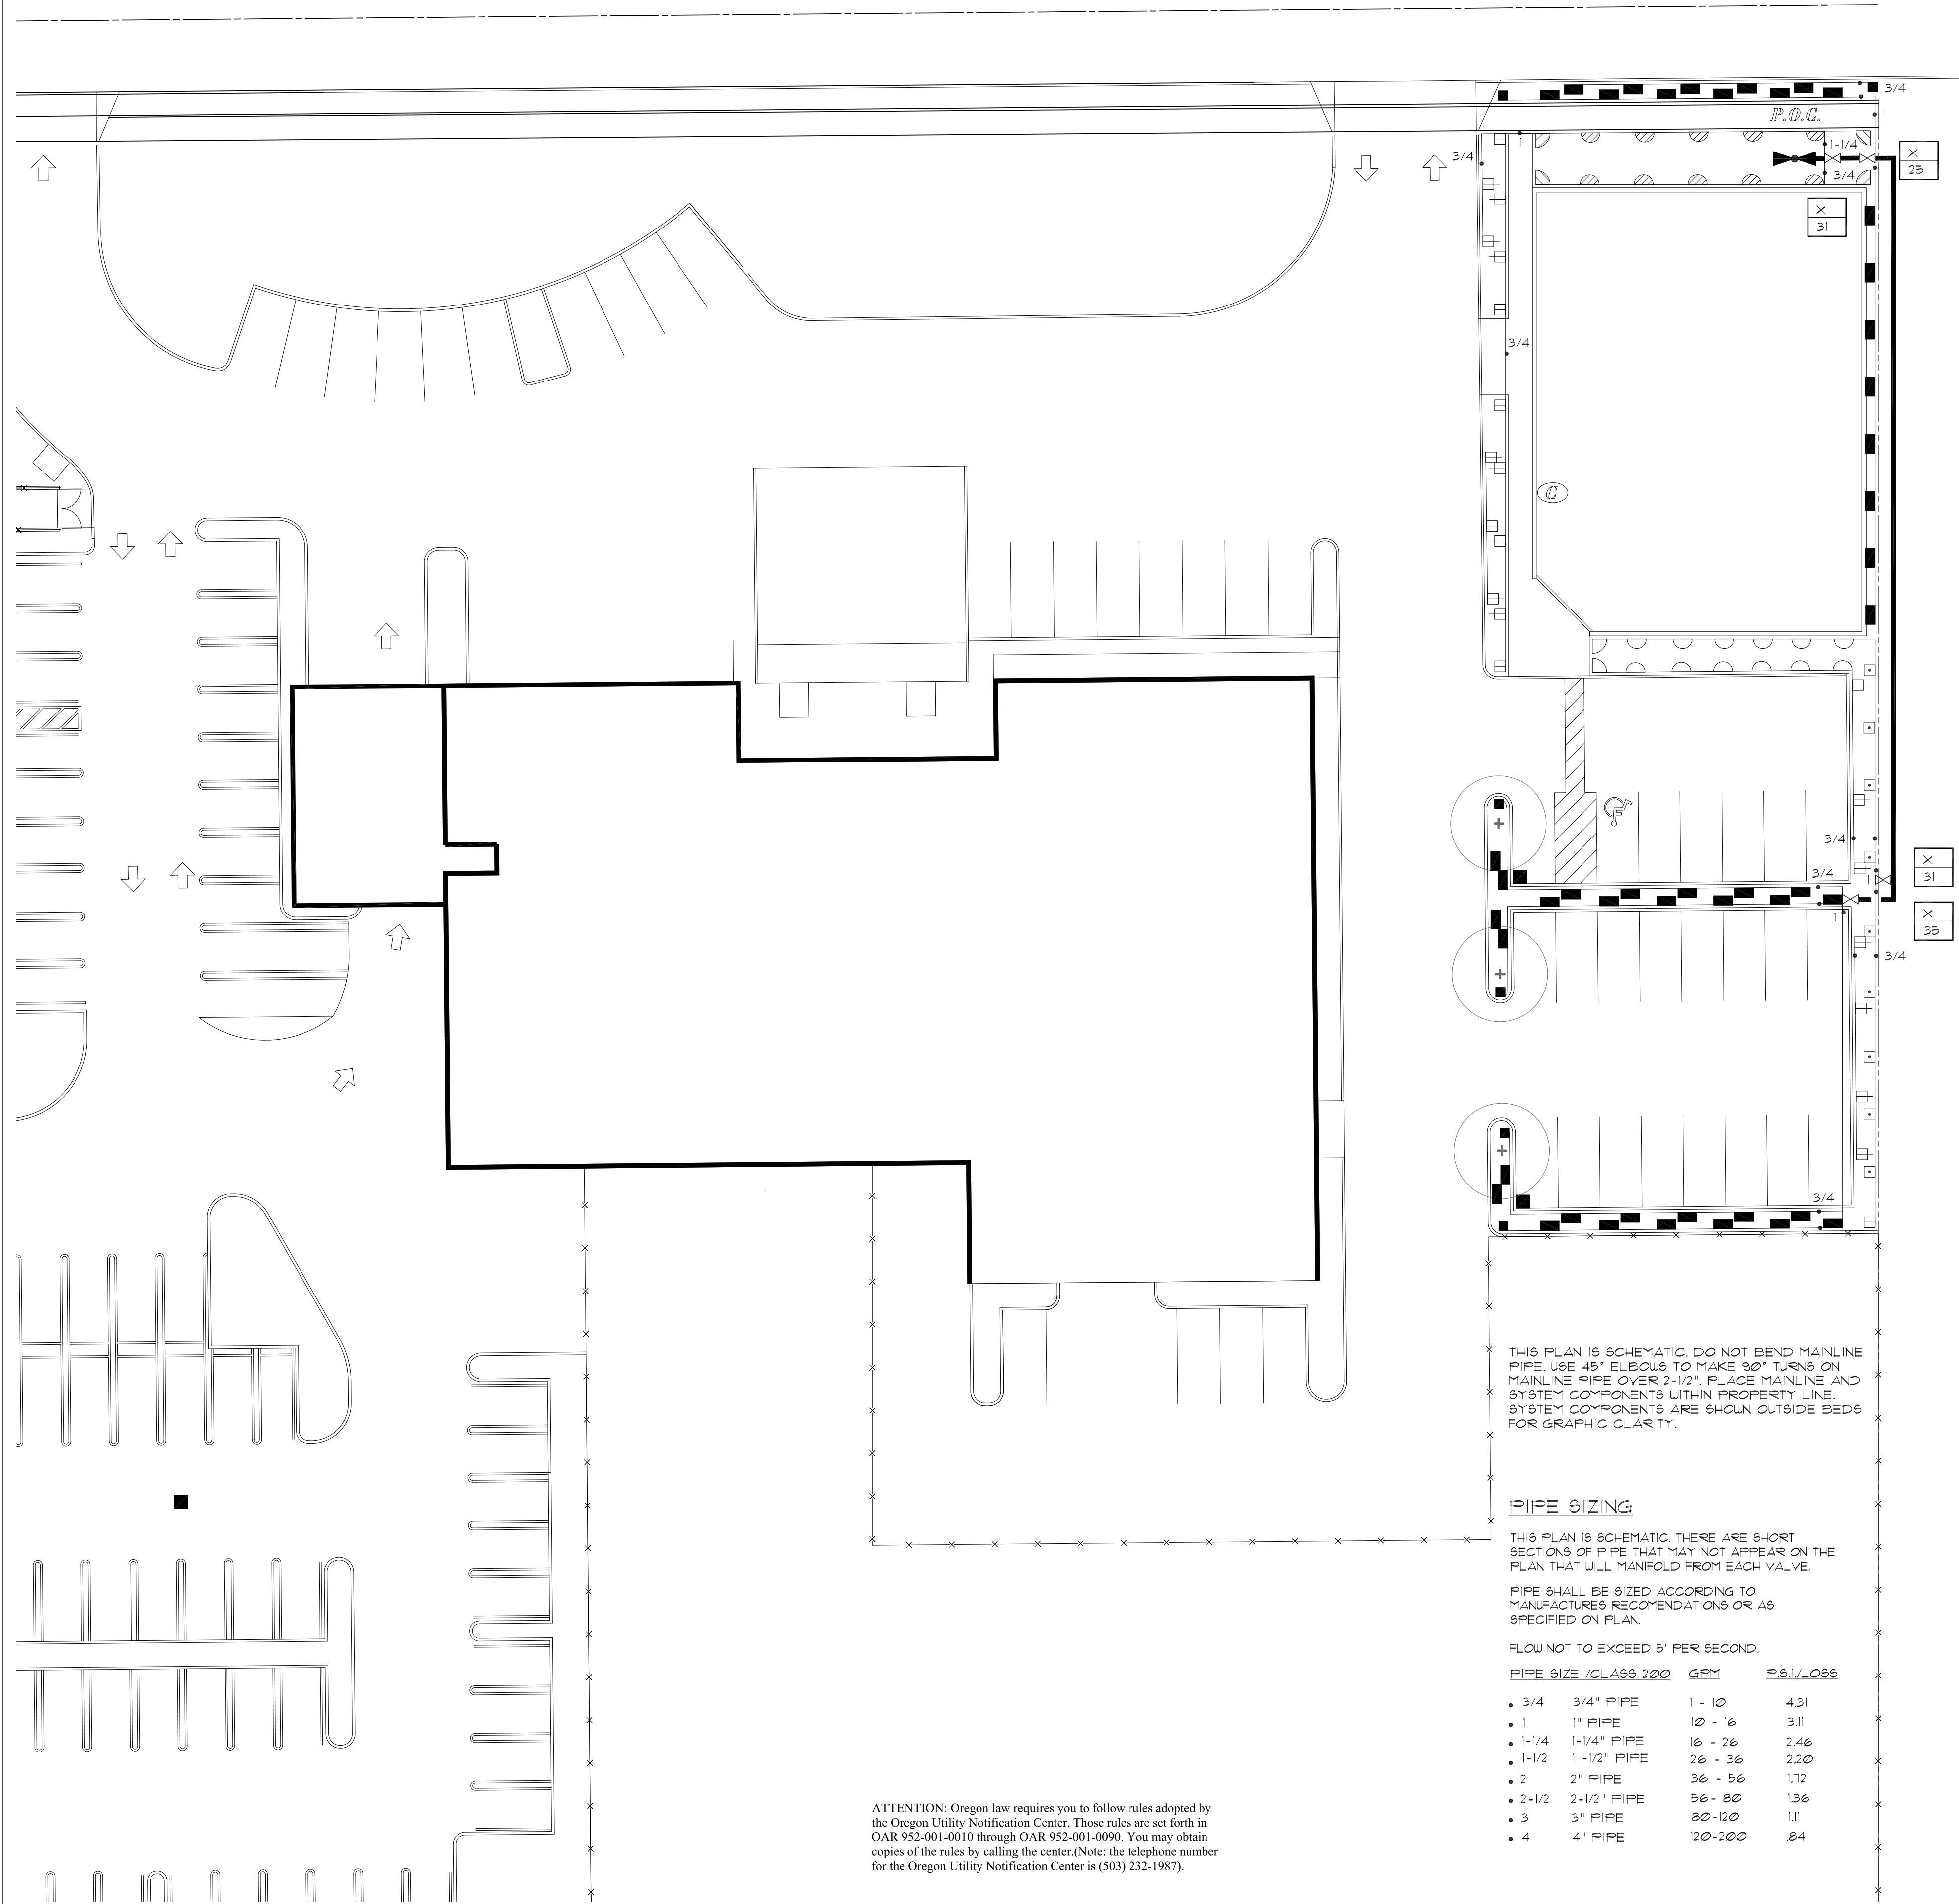 3/4
P.O.C.
1
1
1-1/4
3/4
3/4
X
25
X
31
3/4
C
3/4
3/4
1
X
31
1
X
35
3/4
3/4
THIS PLAN IS SCHEMATIC. DO NOT BEND MAINLINE
PIPE. USE 45° ELBOWS TO MAKE 90° TURNS ON
MAINLINE PIPE OVER 2-1/2". PLACE MAINLINE AND
SYSTEM COMPONENTS WITHIN PROPERTY LINE.
SYSTEM COMPONENTS ARE SHOWN OUTSIDE BEDS
FOR GRAPHIC CLARITY.
PIPE SIZING
THIS PLAN IS SCHEMATIC. THERE ARE SHORT
SECTIONS OF PIPE THAT MAY NOT APPEAR ON THE
PLAN THAT WILL MANIFOLD FROM EACH VALVE.
PIPE SHALL BE SIZED ACCORDING TO
MANUFACTURES RECOMENDATIONS OR AS
SPECIFIED ON PLAN.
FLOW NOT TO EXCEED 5' PER SECOND.
PIPE SIZE /CLASS 200 GPM P.S.I./LOSS
• 3/4 3/4" PIPE 1 - 10 4.31
• 1 1" PIPE 10 - 16 3.11
• 1-1/4 1-1/4" PIPE 16 - 26 2.46
• 1-1/2 1 -1/2" PIPE 26 - 36 2.20
• 2 2" PIPE 36 - 56 1.72
• 2-1/2 2-1/2" PIPE 56- 80 1.36
• 3 3" PIPE 80-120 1.11
• 4 4" PIPE 120-200 .84
ATTENTION: Oregon law requires you to follow rules adopted by
the Oregon Utility Notification Center. Those rules are set forth in
OAR 952-001-0010 through OAR 952-001-0090. You may obtain
copies of the rules by calling the center.(Note: the telephone number
for the Oregon Utility Notification Center is (503) 232-1987).